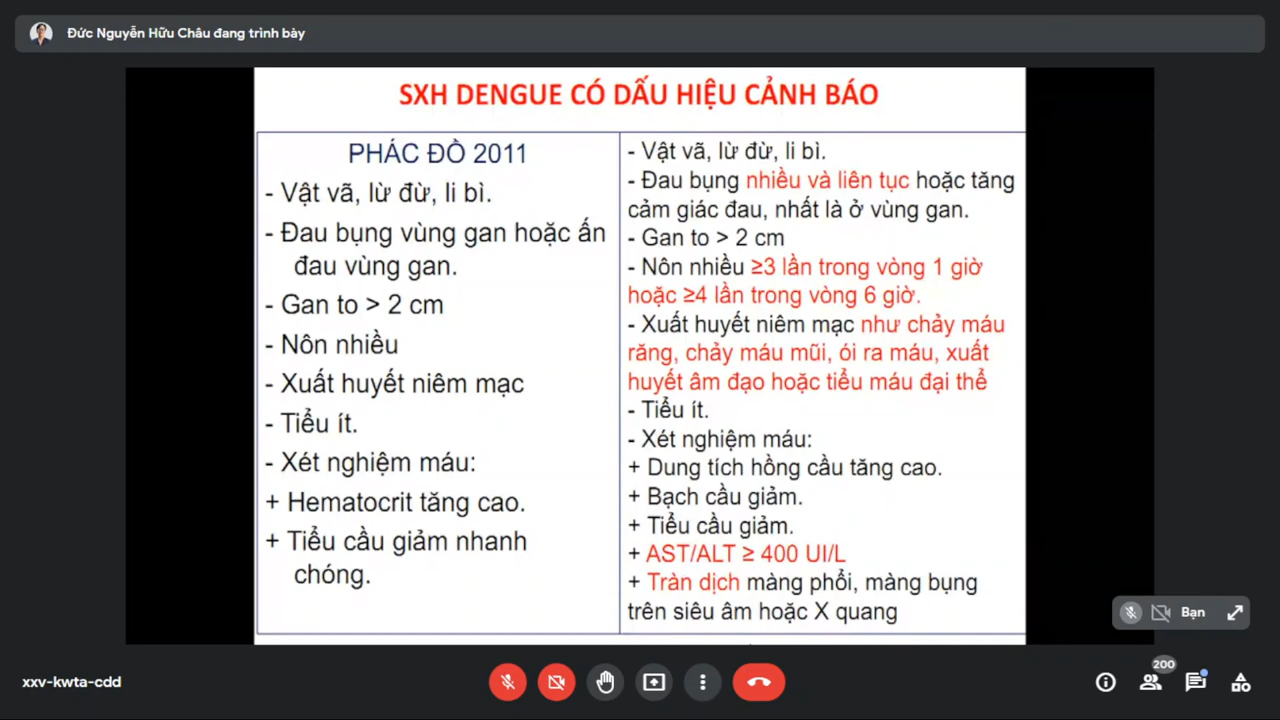 Đức Nguyễn Hữu Châu đang trình bày
SXH DENGUE CÓ DẤU HIỆU CẢNH BÁO
PHÁC ĐỒ 2011
- Vật vã, lừ đừ, li bì.
- Đau bụng vùng gan hoặc ấn
đau vùng gan.
- Gan to > 2 cm
- Nôn nhiều
- Xuất huyết niêm mạc
- Tiểu ít.
- Xét nghiệm máu:
+ Hematocrit tăng cao.
+ Tiểu cầu giảm nhanh
chóng.
- Vật vã, lừ đừ, li bì.
- Đau bụng nhiều và liên tục hoặc tăng
cảm giác đau, nhất là ở vùng gan.
- Gan to > 2 cm
- Nôn nhiều ≥3 lần trong vòng 1 giờ
hoặc ≥4 lần trong vòng 6 giờ.
- Xuất huyết niêm mạc như chảy máu
răng, chảy máu mũi, ói ra máu, xuất
huyết âm đạo hoặc tiểu máu đại thể
- Tiểu ít.
- Xét nghiệm máu:
+ Dung tích hồng cầu tăng cao.
+ Bạch cầu giảm.
+ Tiểu cầu giảm.
+ AST/ALT ≥ 400 UI/L
+ Tràn dịch màng phổi, màng bụng
trên siêu âm hoặc X quang
Bạn
xxv-kwta-cdd
200